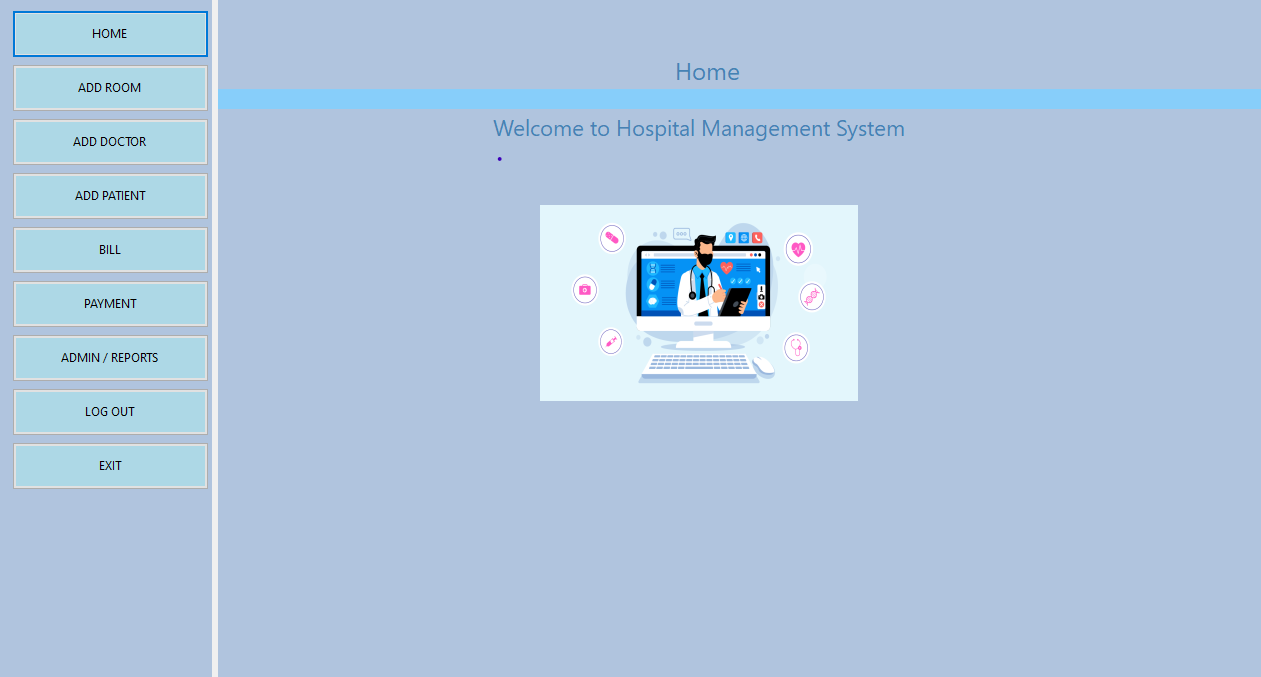 HOME
ADD ROOM
ADD DOCTOR
ADD PATIENT
BILL
PAYMENT
ADMIN / REPORTS
LOG OUT
EXIT
Home
Welcome to Hospital Management System